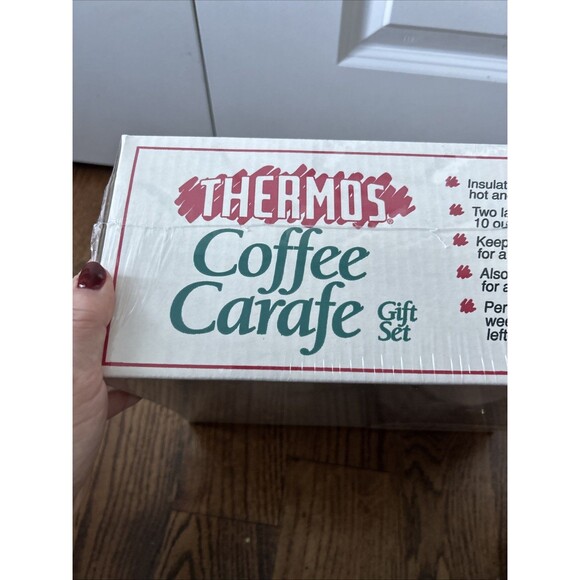 THERMOS®
Coffee
Carafe
Gift
Set
Insulat
hot an
Two la
10 ou
Keep
for a
Also
for a
Per
wee
left